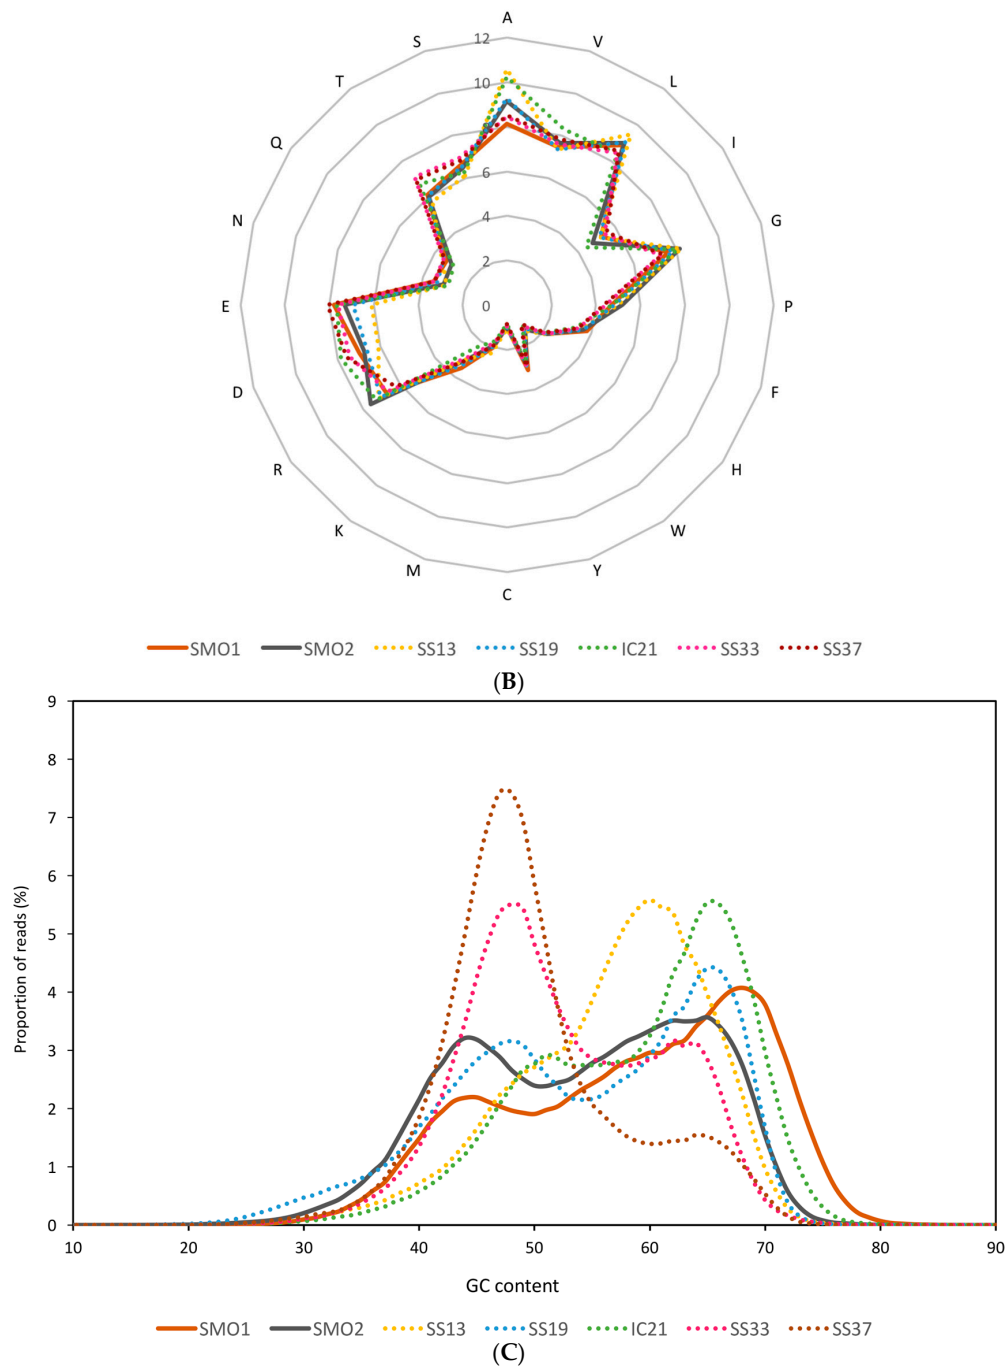 A
S
V
12
T
L
10
8
Q
I
6
4
N
G
2
E
0
P
D
F
R
H
K
W
M
Y
C
SMO1 SMO2 SS13 SS19 IC21 SS33 SS37
(B)
9
8
7
6
5
4
3
2
1
0
Proportion of reads (%)
10 20 30 40 50 60 70 80 90
GC content
SMO1 SMO2 SS13 SS19 IC21 SS33 SS37
(C)